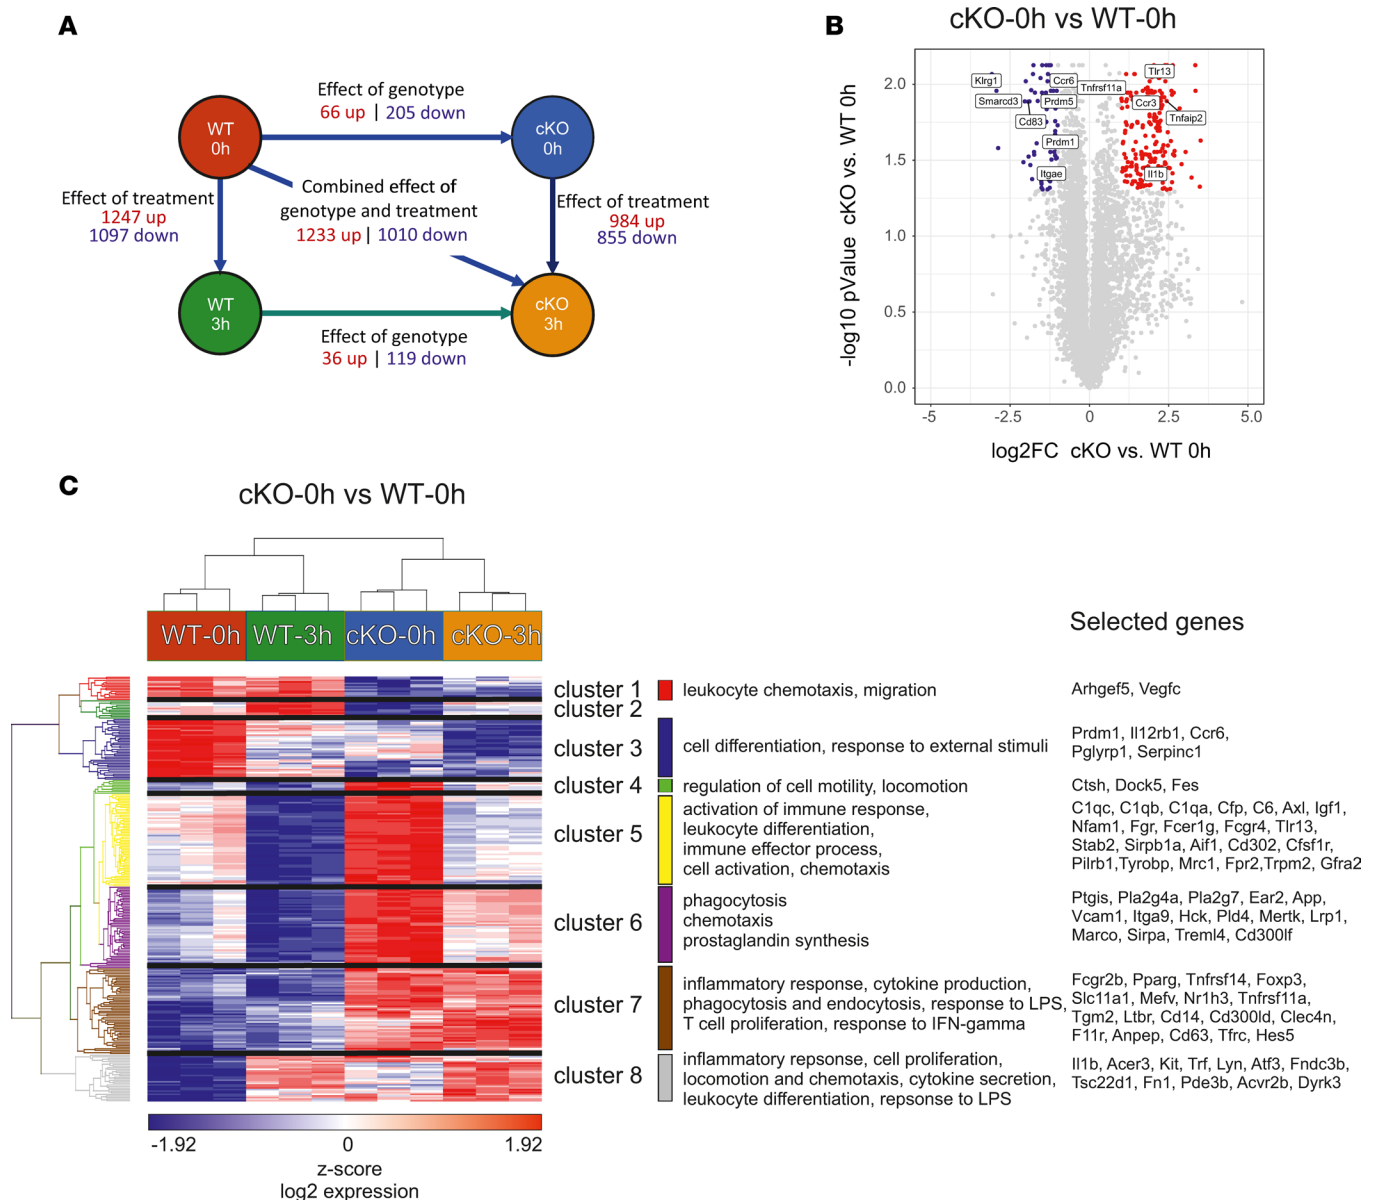 A
WT
0h
Effect of genotype
66 up | 205 down
cKO
0h
Effect of treatment
1247 up
1097 down
Combined effect of
genotype and treatment
1233 up | 1010 down
Effect of treatment
984 up
855 down
WT
3h
cKO
3h
Effect of genotype
36 up | 119 down
B
cKO-0h vs WT-0h
-log10 pValue cKO vs. WT 0h
2.0
1.5
1.0
0.5
0.0
Klrg1
Smarcd3
Cd83
Ccr6
Prdm5
Prdm1
Itgae
Tnfrsf11a
Tlr13
Ccr3
Tnfaip2
Il1b
-5
-2.5
0
2.5
5.0
log2FC cKO vs. WT 0h
C
cKO-0h vs WT-0h
WT-0h
WT-3h
cKO-0h
cKO-3h
Selected genes
cluster 1
leukocyte chemotaxis, migration
Arhgef5, Vegfc
cluster 2
cluster 3
cell differentiation, response to external stimuli
Prdm1, Il12rb1, Ccr6,
Pglyrp1, Serpinc1
cluster 4
regulation of cell motility, locomotion
Ctsh, Dock5, Fes
cluster 5
activation of immune response,
leukocyte differentiation,
immune effector process,
cell activation, chemotaxis
C1qc, C1qb, C1qa, Cfp, C6, Axl, Igf1,
Nfam1, Fgr, Fcer1g, Fcgr4, Tlr13,
Stab2, Sirpb1a, Aif1, Cd302, Cfsf1r,
Pilrb1,Tyrobp, Mrc1, Fpr2,Trpm2, Gfra2
cluster 6
phagocytosis
chemotaxis
prostaglandin synthesis
Ptgis, Pla2g4a, Pla2g7, Ear2, App,
Vcam1, Itga9, Hck, Pld4, Mertk, Lrp1,
Marco, Sirpa, Treml4, Cd300lf
cluster 7
inflammatory response, cytokine production,
phagocytosis and endocytosis, response to LPS,
T cell proliferation, response to IFN-gamma
Fcgr2b, Pparg, Tnfrsf14, Foxp3,
Slc11a1, Mefv, Nr1h3, Tnfrsf11a,
Tgm2, Ltbr, Cd14, Cd300ld, Clec4n,
F11r, Anpep, Cd63, Tfrc, Hes5
cluster 8
inflammatory repsonse, cell proliferation,
locomotion and chemotaxis, cytokine secretion,
leukocyte differentiation, repsonse to LPS
Il1b, Acer3, Kit, Trf, Lyn, Atf3, Fndc3b,
Tsc22d1, Fn1, Pde3b, Acvr2b, Dyrk3
-1.92
0
1.92
z-score
log2 expression